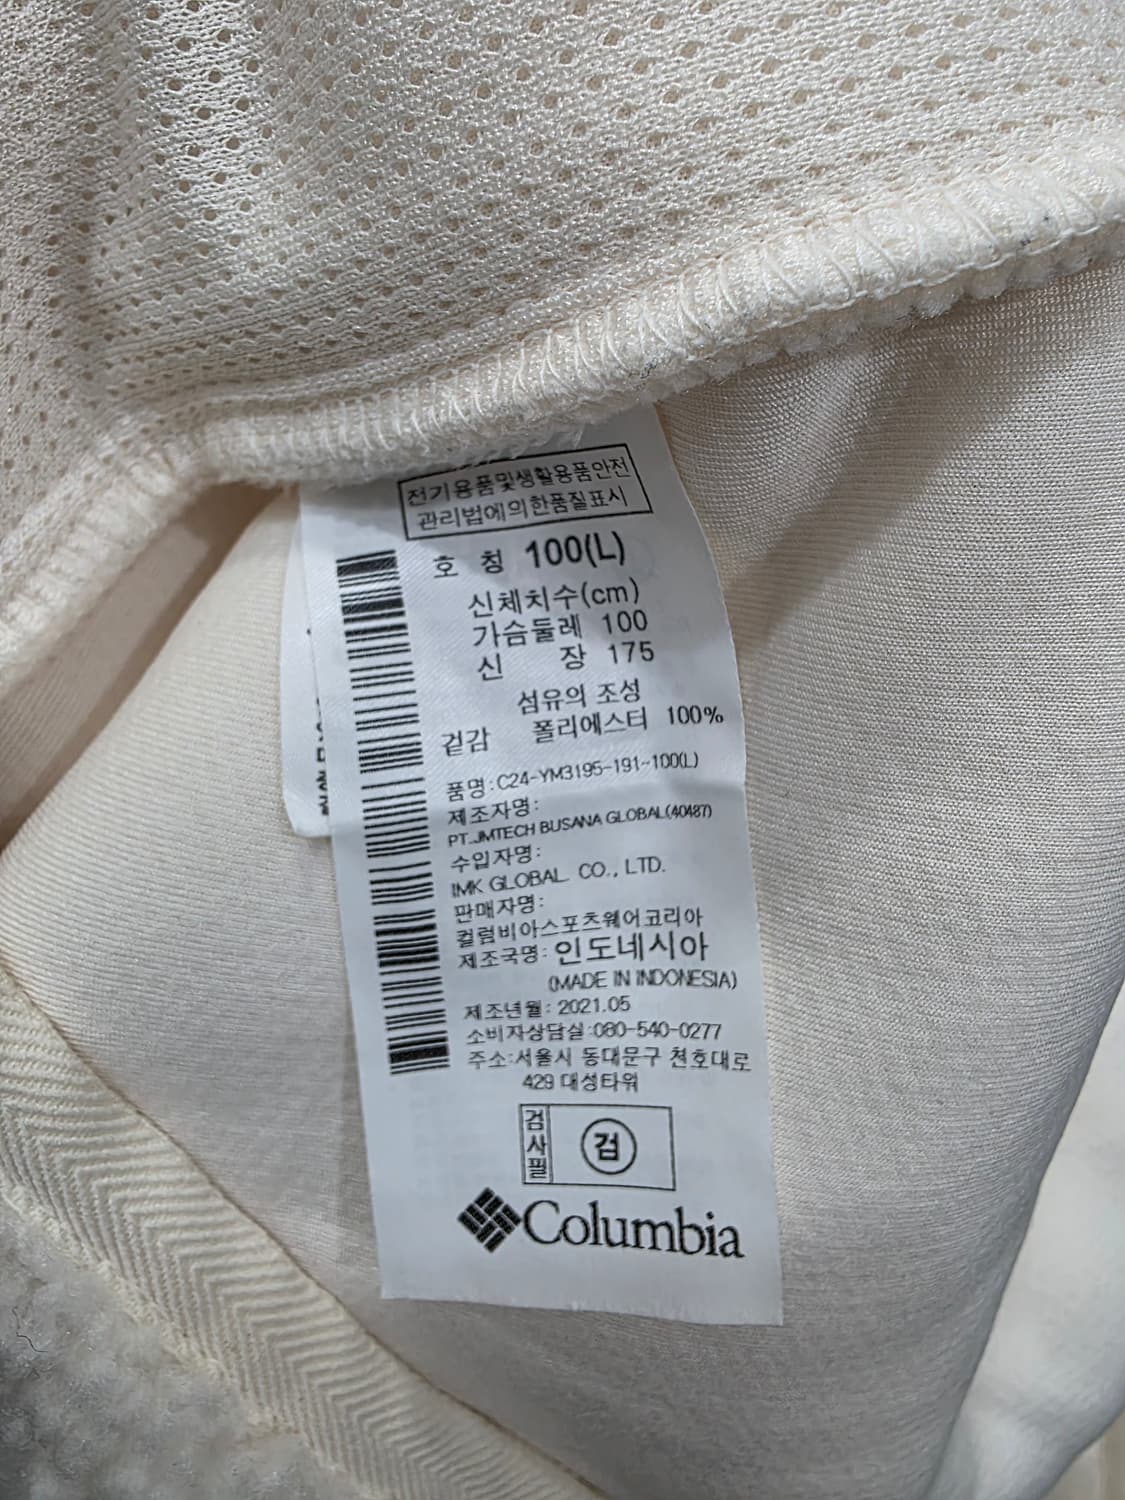 전기용품및생활용품안전
관리법에의한품질표시
호 칭 100(L)
신체치수(cm)
가슴둘레 100
신 장 175
섬유의 조성
겉감 폴리에스터 100%
품명:C24-YM3195-191-100(L)
제조자명:
PT.JMTECH BUSANA GLOBAL(40487)
수입자명:
IMK GLOBAL CO., LTD.
판매자명:
컬럼비아스포츠웨어코리아
제조국명: 인도네시아
(MADE IN INDONESIA)
제조년월: 2021.05
소비자상담실:080-540-0277
주소:서울시 동대문구 천호대로
429 대성타워
검사필 검
Columbia